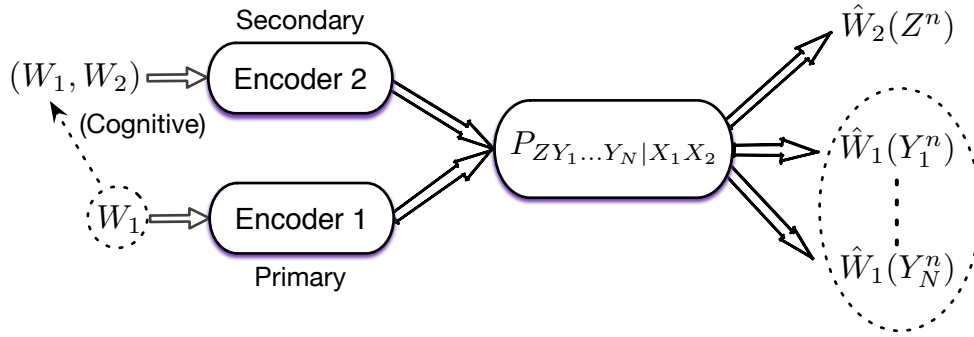 Secondary
(W_1, W_2)
Encoder 2
(Cognitive)
W_1
Encoder 1
Primary
P_{ZY_1...Y_N|X_1X_2}
Ŵ_2(Z^n)
Ŵ_1(Y_1^n)
Ŵ_1(Y_N^n)